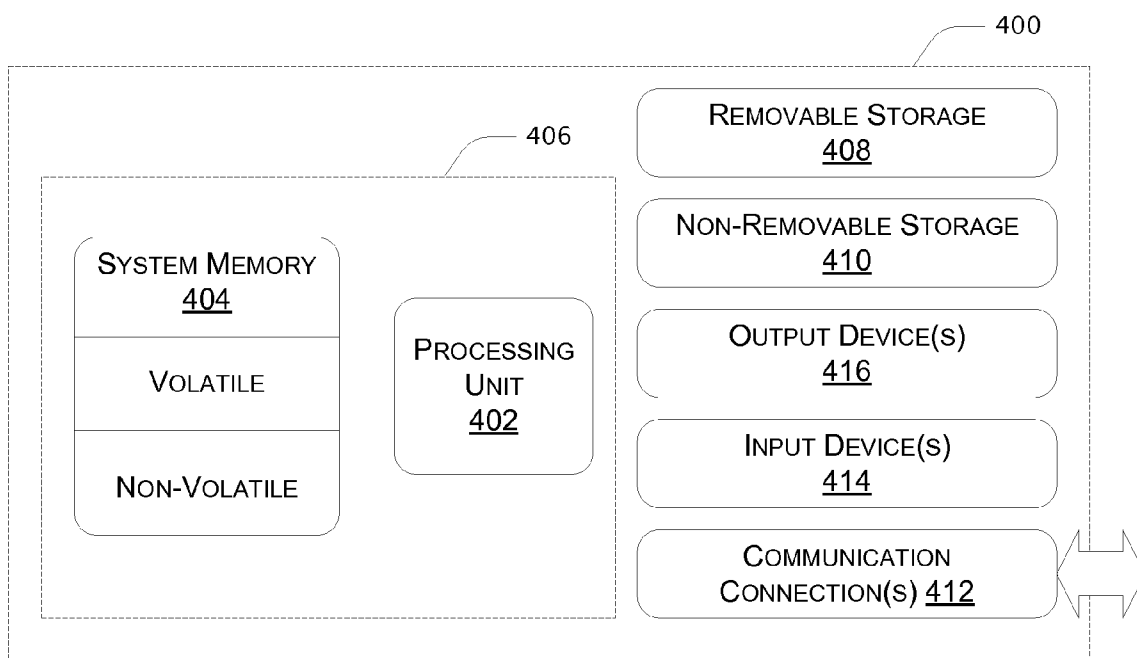 400
406
REMOVABLE STORAGE
408
NON-REMOVABLE STORAGE
410
SYSTEM MEMORY
404
VOLATILE
NON-VOLATILE
PROCESSING
UNIT
402
OUTPUT DEVICE(S)
416
INPUT DEVICE(S)
414
COMMUNICATION
CONNECTION(S) 412